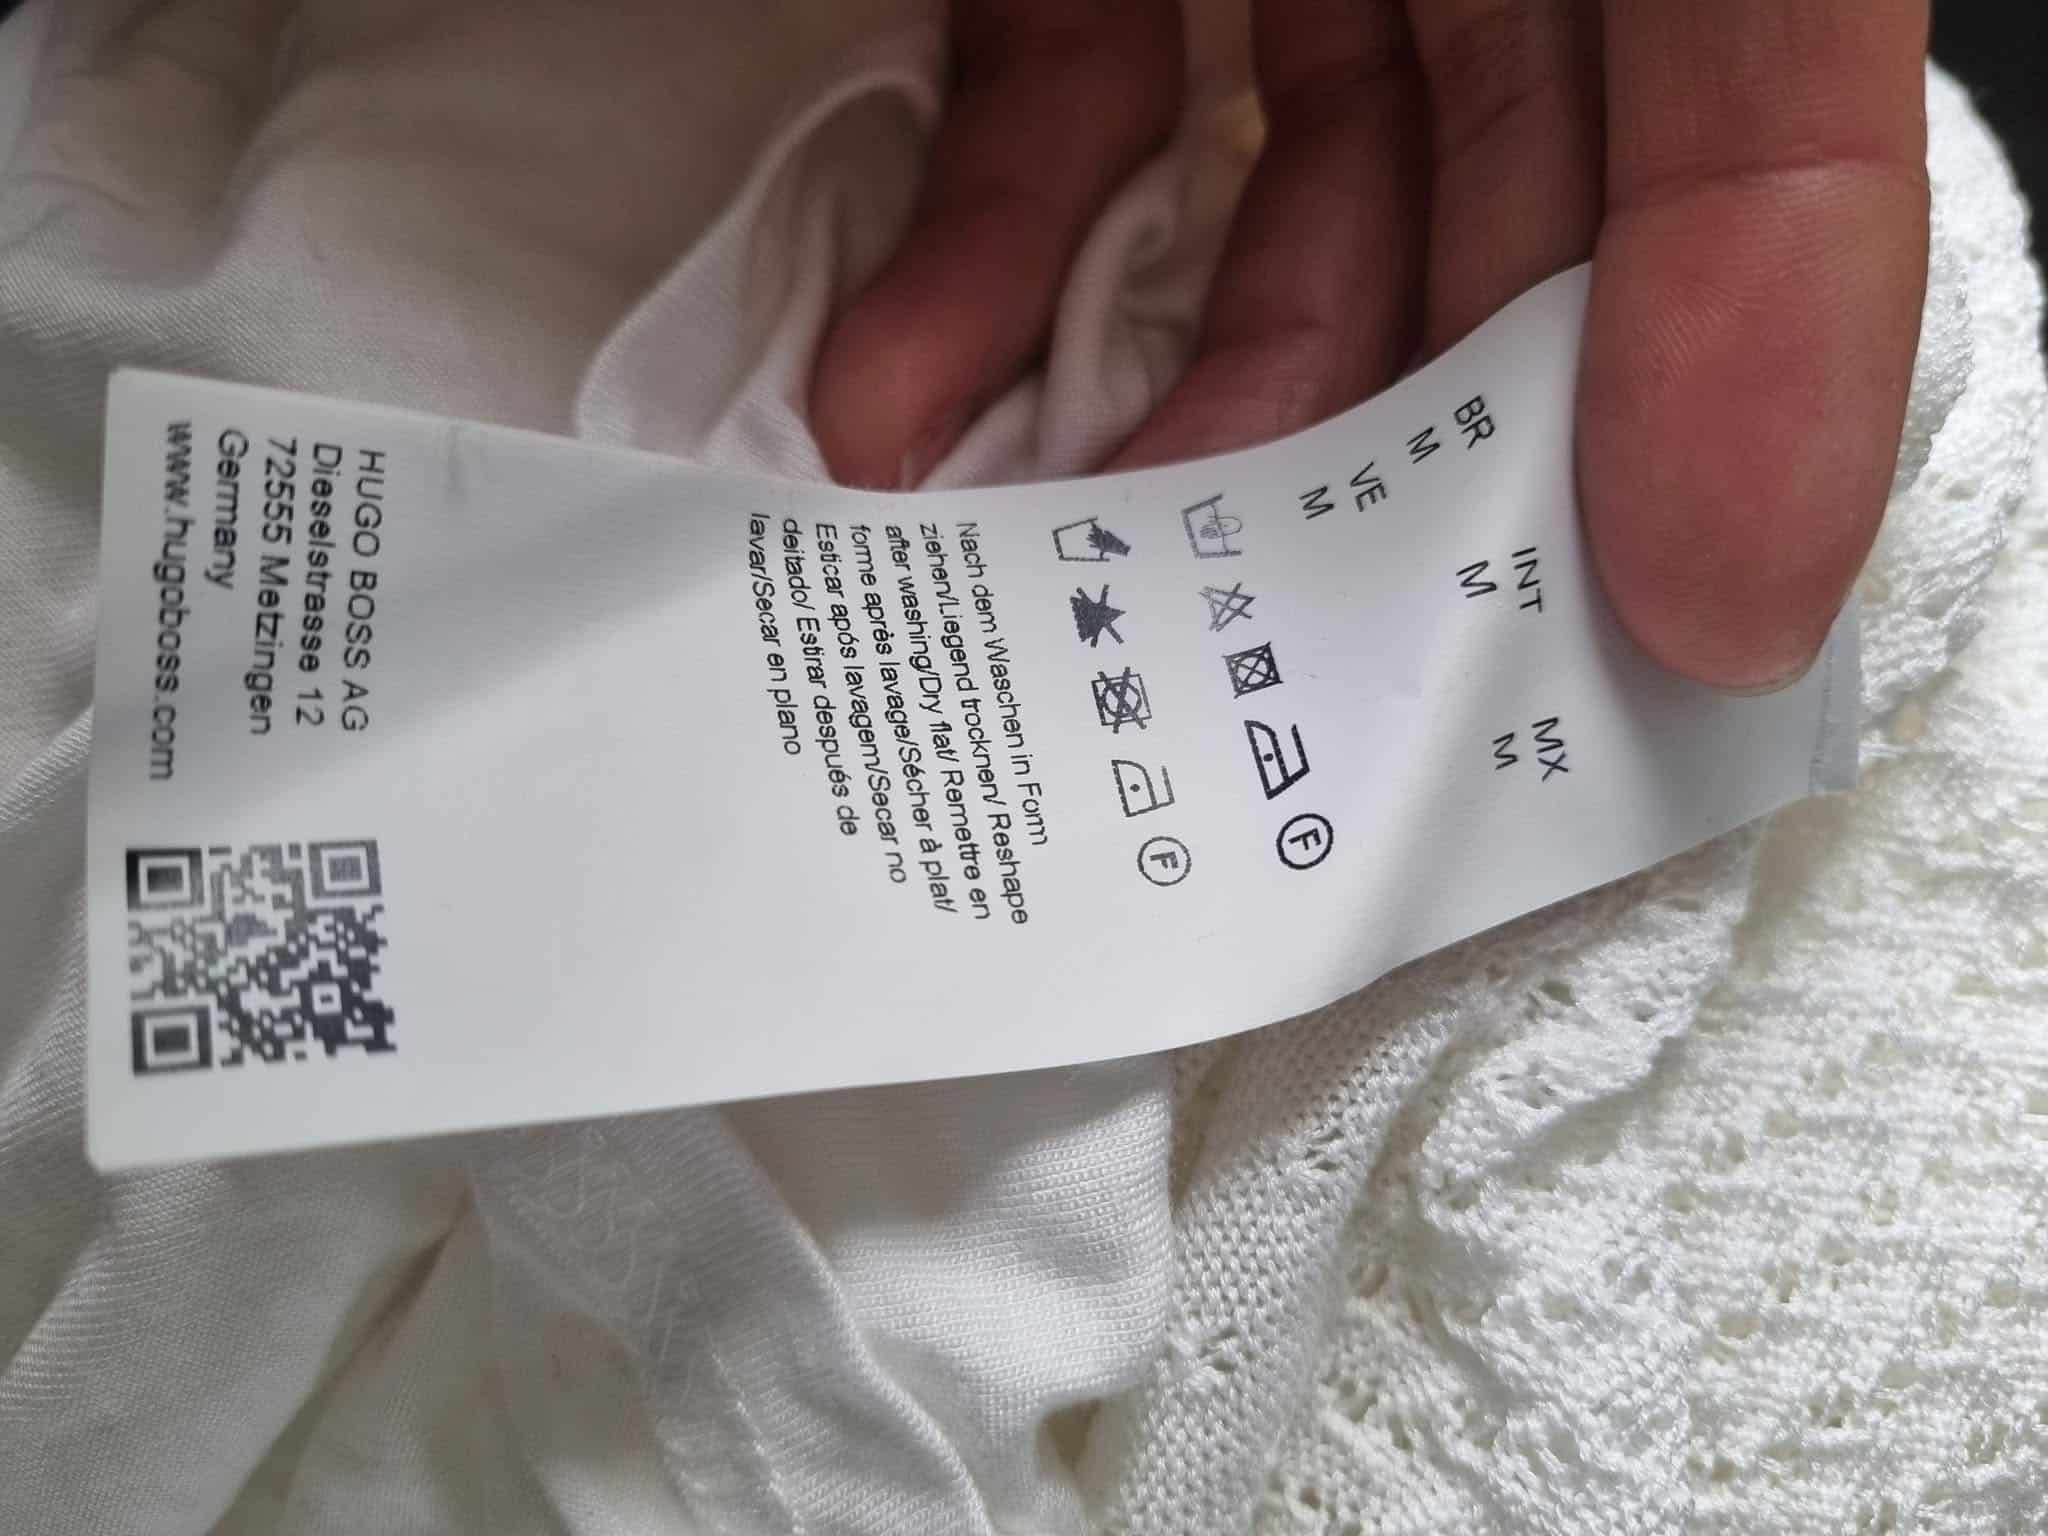 BR
M
INT
M
MX
M
VE
M
F
F
Nach dem Waschen in Form
ziehen/Liegend trocknen/ Reshape
after washing/Dry flat/ Remettre en
forme après lavage/Sécher à plat/
Esticar após lavagem/Secar no
deitado/ Estirar después de
lavar/Secar en plano
HUGO BOSS AG
Dieselstrasse 12
72555 Metzingen
Germany
www.hugoboss.com